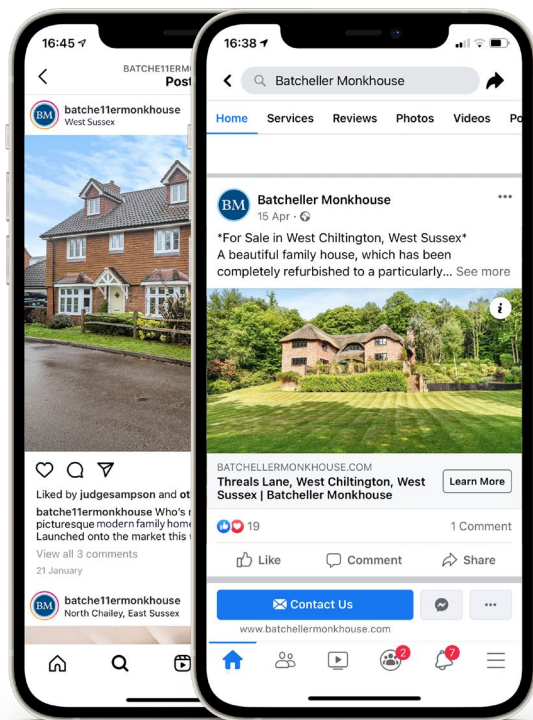 16:45
BATCHE11ERM
Post
batche11ermonkhouse
West Sussex
Liked by judgesampson and ot
batche11ermonkhouse Who's r
picturesque modern family home
Launched onto the market this
View all 3 comments
21 January
batche11ermonkhouse
North Chailey, East Sussex
16:38
Batcheller Monkhouse
Home Services Reviews Photos Videos Po
BM
Batcheller Monkhouse
15 Apr
*For Sale in West Chiltington, West Sussex*
A beautiful family house, which has been
completely refurbished to a particularly... See more
BATCHELLERMONKHOUSE.COM
Threals Lane, West Chiltington, West
Sussex | Batcheller Monkhouse
Learn More
19
1 Comment
Like Comment Share
Contact Us
www.batchellermonkhouse.com
2
7
BM
BM